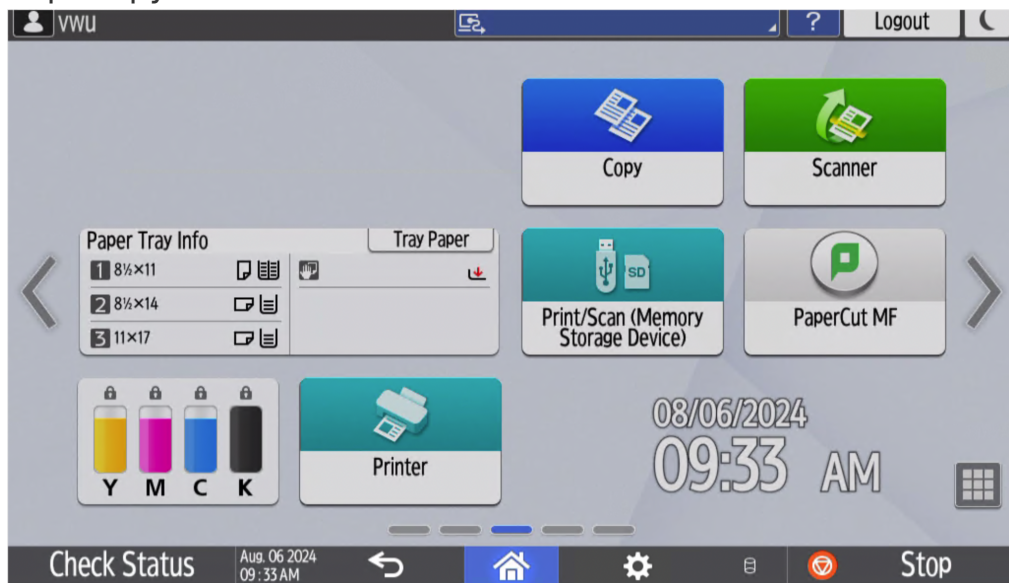 vwu
?
Logout
Copy
Scanner
Paper Tray Info
Tray Paper
1 8½×11
2 8½×14
3 11×17
SD
Print/Scan (Memory
Storage Device)
PaperCut MF
Y M C K
Printer
08/06/2024
09:33 AM
Check Status
Aug. 06 2024
09:33 AM
Stop